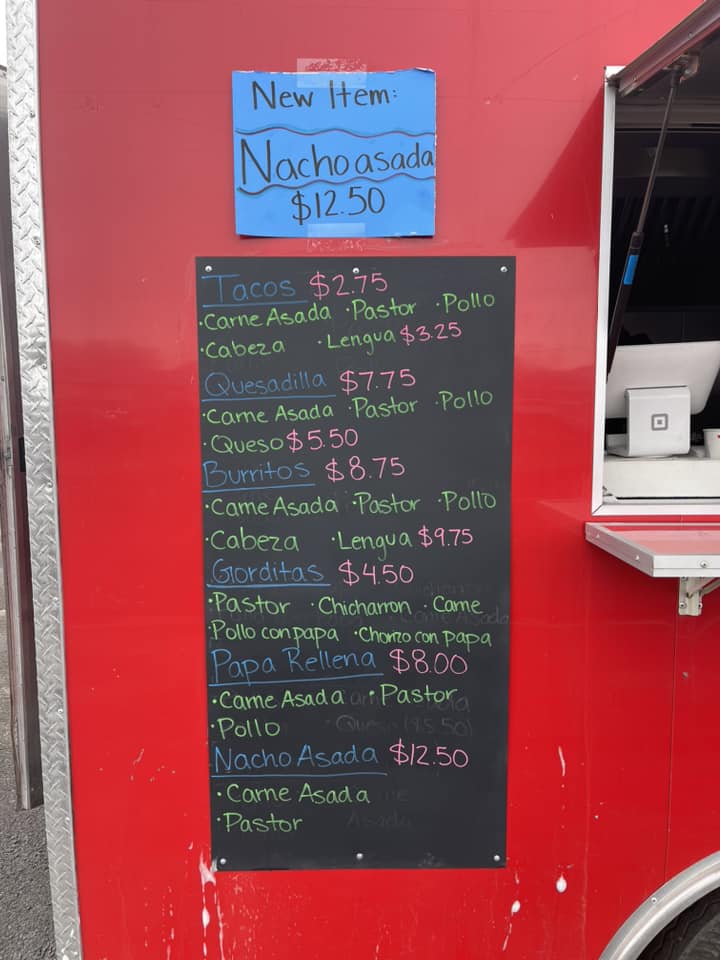 New Item:
Nacho asada
$12.50
Tacos $2.75
·Carne Asada ·Pastor ·Pollo
·Cabeza ·Lengua $3.25
Quesadilla $7.75
·Carne Asada ·Pastor ·Pollo
·Queso $5.50
Burritos $8.75
·Carne Asada ·Pastor ·Pollo
·Cabeza ·Lengua $9.75
Gorditas $4.50
·Pastor ·Chicharron ·Carne
·Pollo con papa ·Chorizo con papa
Papa Rellena $8.00
·Carne Asada ·Pastor
·Pollo
Nacho Asada $12.50
·Carne Asada
·Pastor